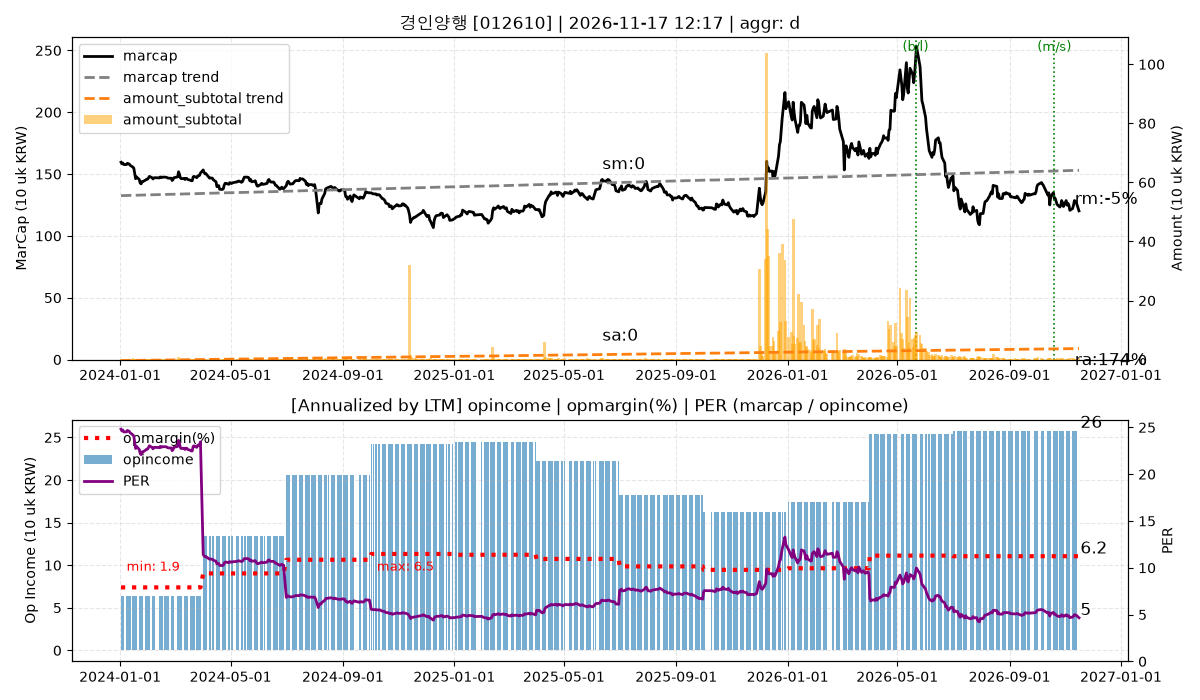 경인양행 [012610] | 2026-11-17 12:17 | aggr: d
marcap
marcap trend
amount_subtotal trend
amount_subtotal
(b/l)
(m/s)
sm:0
sa:0
rm:-5%
ra:174%
MarCap (10 uk KRW)
250
200
150
100
50
0
Amount (10 uk KRW)
100
80
60
40
20
0
2024-01-01 2024-05-01 2024-09-01 2025-01-01 2025-05-01 2025-09-01 2026-01-01 2026-05-01 2026-09-01 2027-01-01
[Annualized by LTM] opincome | opmargin(%) | PER (marcap / opincome)
opmargin(%)
opincome
PER
min: 1.9
max: 6.5
26
6.2
5
Op Income (10 uk KRW)
25
20
15
10
5
0
PER
25
20
15
10
5
0
2024-01-01 2024-05-01 2024-09-01 2025-01-01 2025-05-01 2025-09-01 2026-01-01 2026-05-01 2026-09-01 2027-01-01